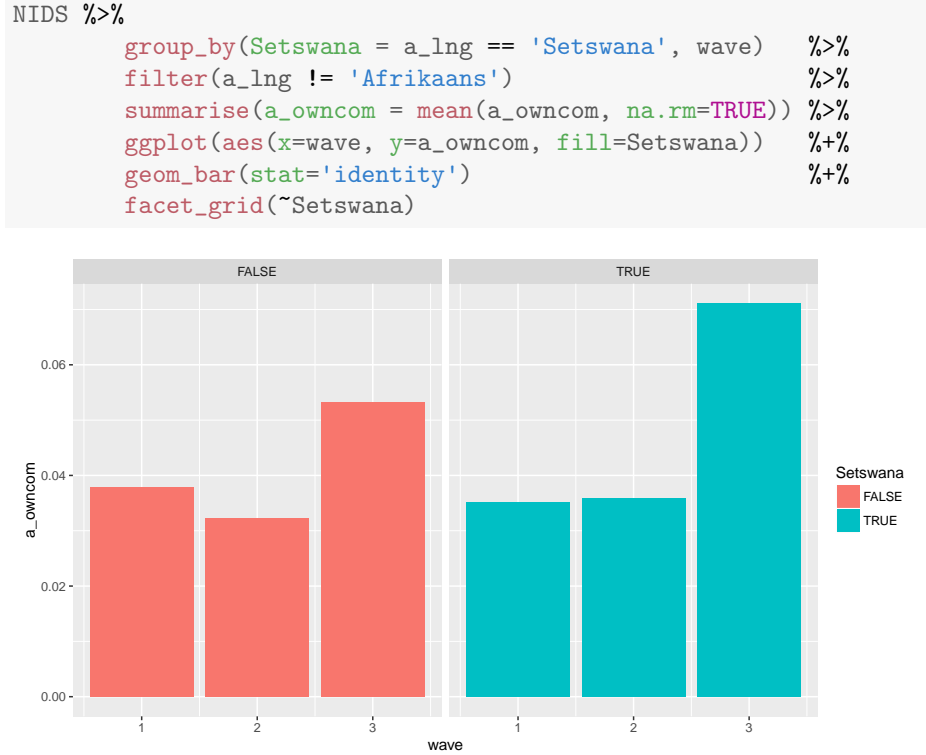 NIDS %>%
group_by(Setswana = a_lng == 'Setswana', wave) %>%
filter(a_lng != 'Afrikaans') %>%
summarise(a_owncom = mean(a_owncom, na.rm=TRUE)) %>%
ggplot(aes(x=wave, y=a_owncom, fill=Setswana)) %+%
geom_bar(stat='identity') %+%
facet_grid(~Setswana)
FALSE TRUE
0.06
0.04
0.02
0.00
a_owncom
1 2 3 1 2 3
wave
Setswana
FALSE
TRUE